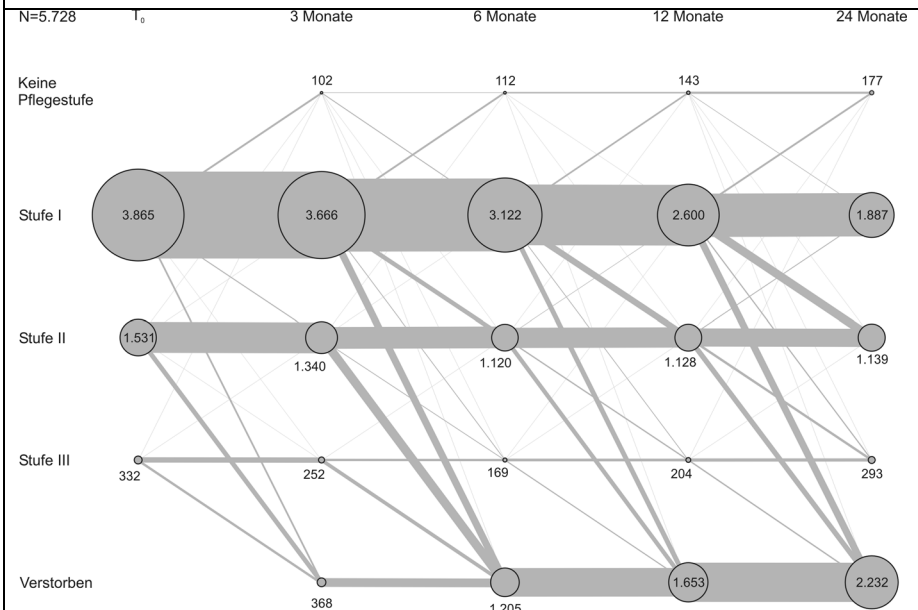 N=5.728 T₀ 3 Monate 6 Monate 12 Monate 24 Monate
102 112 143 177
Keine
Pflegestufe
Stufe I 3.865 3.666 3.122 2.600 1.887
Stufe II 1.531
1.340 1.120 1.128 1.139
Stufe III
332 252 169 204 293
Verstorben 1.653 2.232
368 1.205